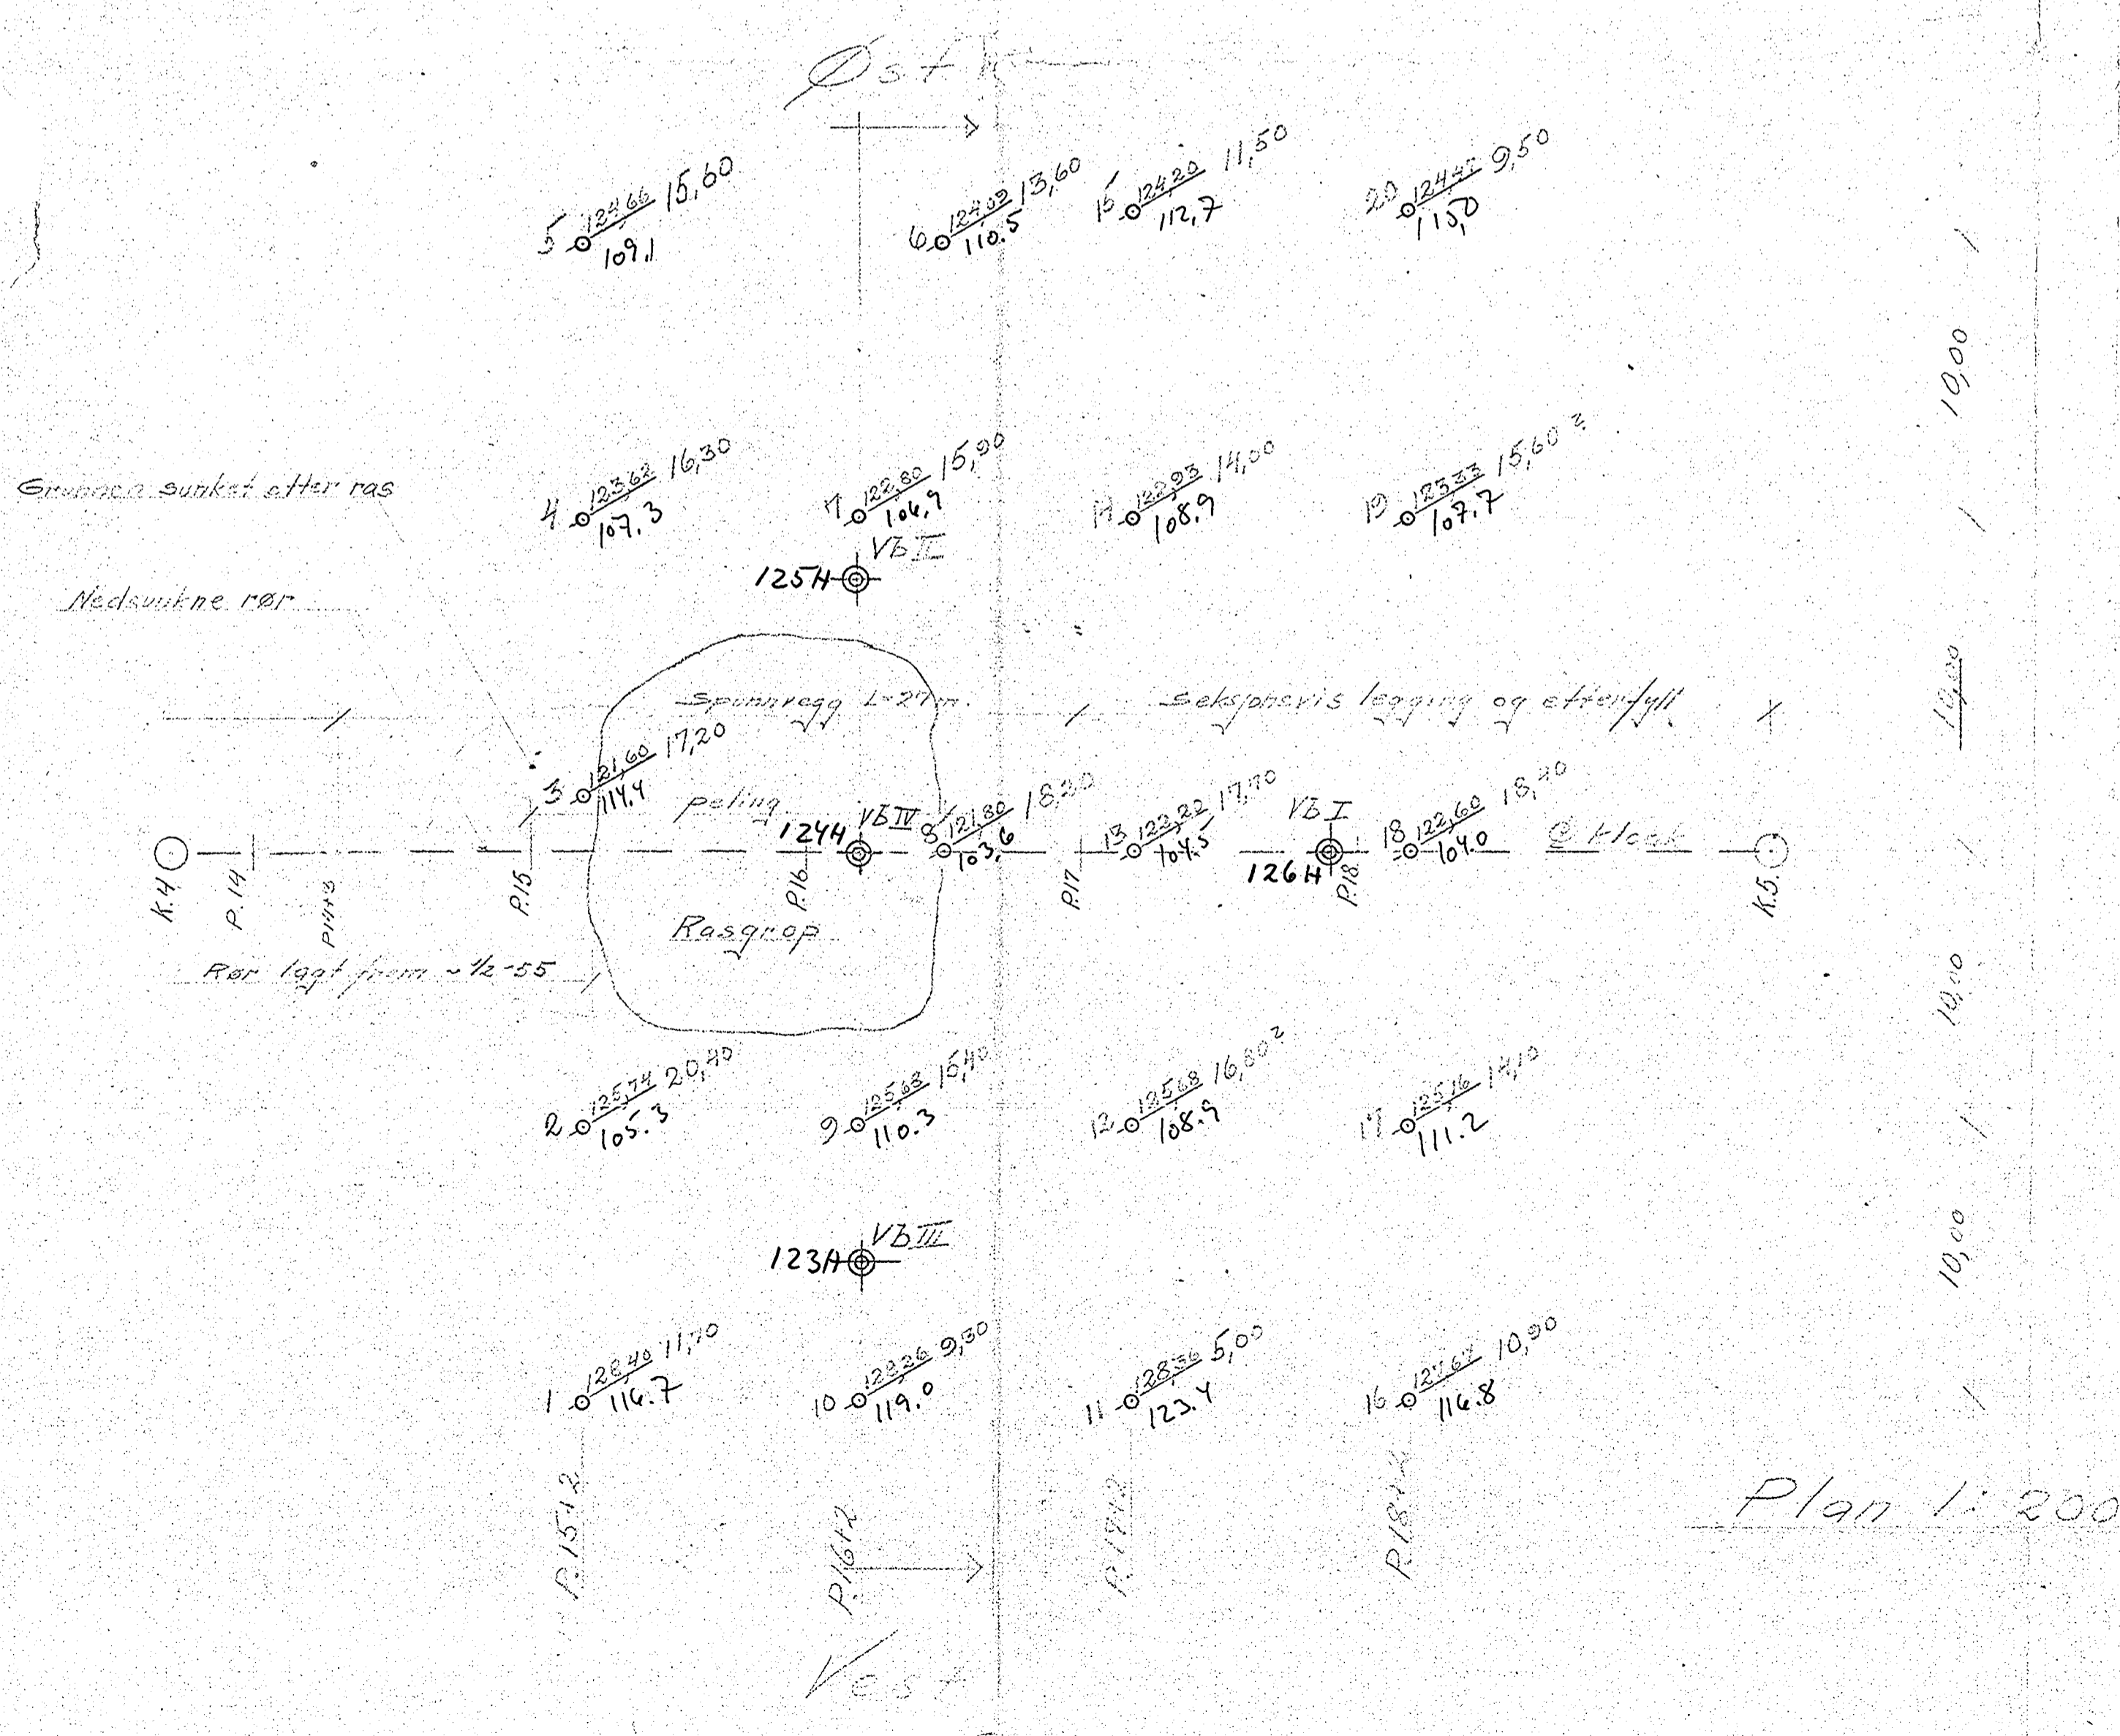 Øst
5 124,66 15,60
109,1
6 124,09 13,60
110.5
15 124,20 11,50
112,7
20 124,47 9,50
115,0
10,00
Grunnen sunket etter ras
4 123,62 16,30
107.3
7 122,80 15,90
106.9
14 122,93 14,00
108.9
19 123,33 15,60 ?
107.7
Vb II
125H
Nedsunkne rør
Spunnvegg L=27m.
Seksjonsvis legging og etterfyll
3 121,60 17,20
114.4
peling
124H
Vb IV
8 121,80 18,20
103.6
13 122,22 17,70
104.5
Vb I
126H
18 122,60 18,40
104.0
K.4
P.14
P14+3
P.15
P.16
P.17
P.18
K.5.
Rasgrop
Rør lagt frem ~ 1/2-55
10,00
2 125,74 20,40
105.3
9 125,63 15,40
110.3
12 125,68 16,80 ?
108.9
17 125,16 14,10
111.2
Vb III
123H
10,00
1 128,40 11,70
116.7
10 128,26 9,30
119.0
11 128,36 5,00
123.4
16 127,67 10,90
116.8
P.15+2
P.16+2
P.17+2
P.18+2
Plan 1:200
Vest